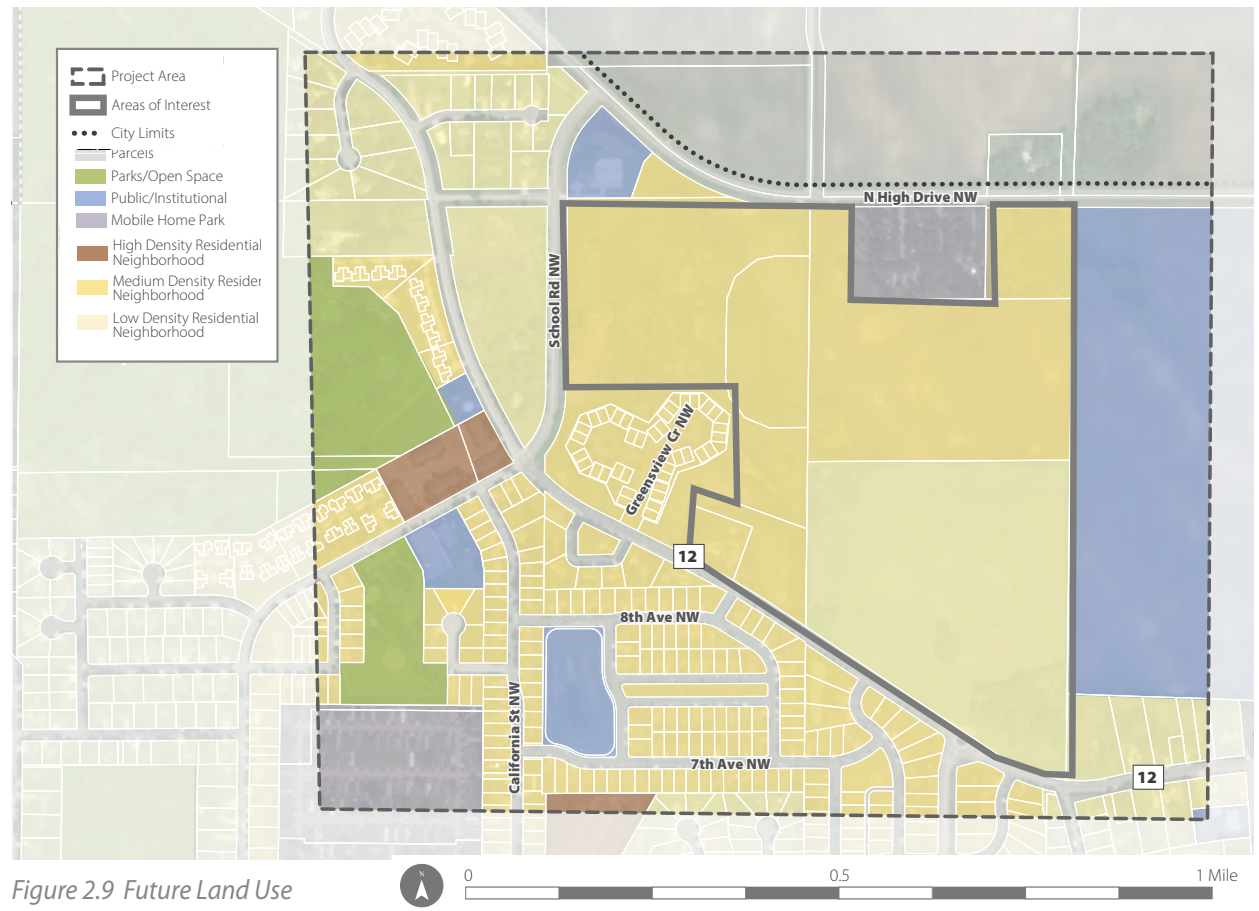 Project Area
Areas of Interest
City Limits
Parcels
Parks/Open Space
Public/Institutional
Mobile Home Park
High Density Residential
Neighborhood
Medium Density Resider
Neighborhood
Low Density Residential
Neighborhood
N High Drive NW
School Rd NW
Greensview Cr NW
12
8th Ave NW
California St NW
7th Ave NW
12
Figure 2.9 Future Land Use
N
0
0.5
1 Mile